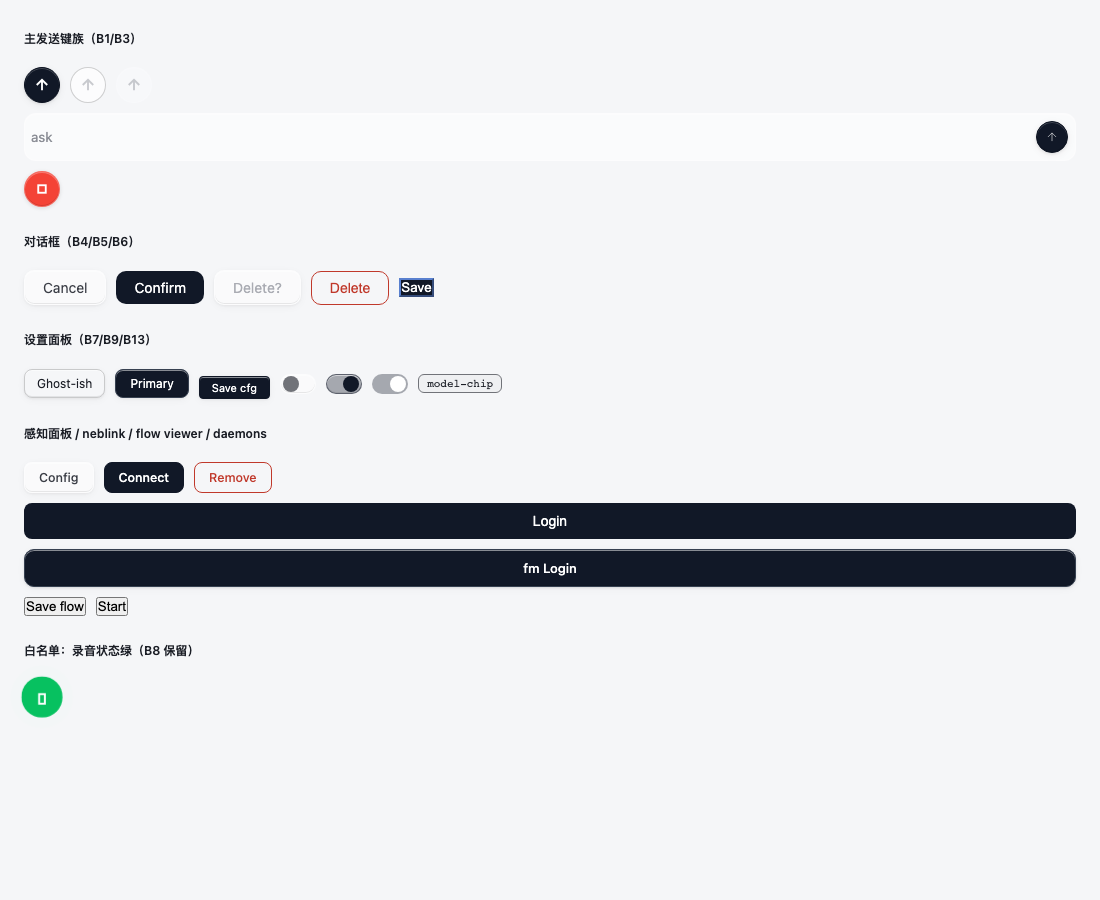 主发送键族（B1/B3）
ask
对话框（B4/B5/B6）
Cancel Confirm Delete? Delete Save
设置面板（B7/B9/B13）
Ghost-ish Primary Save cfg model-chip
感知面板 / neblink / flow viewer / daemons
Config Connect Remove
Login
fm Login
Save flow Start
白名单：录音状态绿（B8 保留）